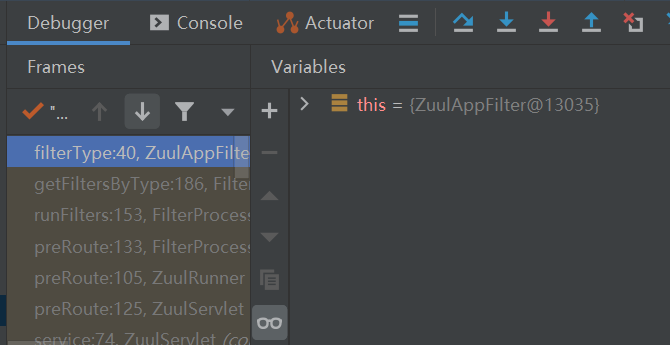 Debugger Console Actuator
Frames Variables
"...
this = {ZuulAppFilter@13035}
filterType:40, ZuulAppFilte
getFiltersByType:186, Filter
runFilters:153, FilterProcess
preRoute:133, FilterProcess
preRoute:105, ZuulRunner
preRoute:125, ZuulServlet
service:74, ZuulServlet (co